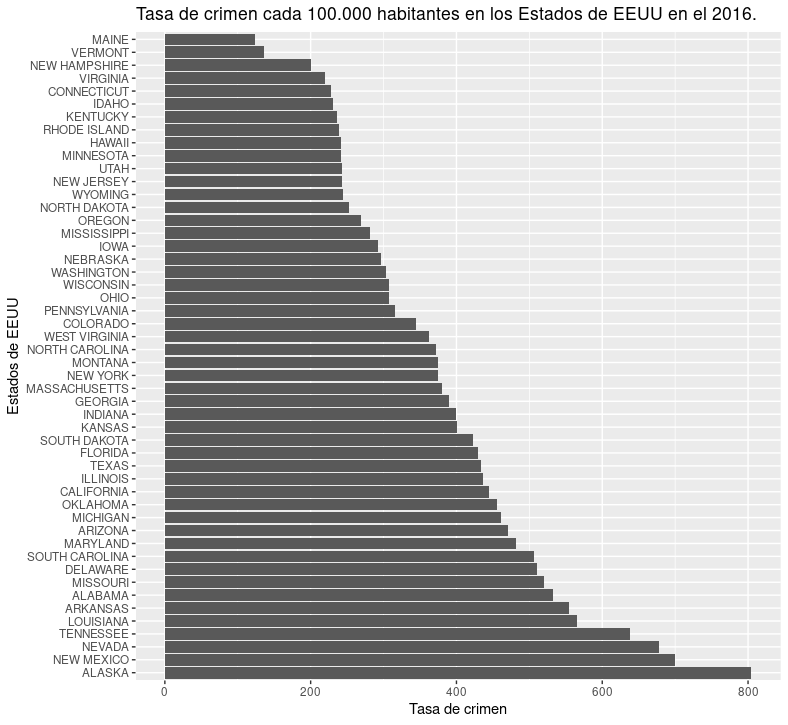 Tasa de crimen cada 100.000 habitantes en los Estados de EEUU en el 2016.
MAINE
VERMONT
NEW HAMPSHIRE
VIRGINIA
CONNECTICUT
IDAHO
KENTUCKY
RHODE ISLAND
HAWAII
MINNESOTA
UTAH
NEW JERSEY
WYOMING
NORTH DAKOTA
OREGON
MISSISSIPPI
IOWA
NEBRASKA
WASHINGTON
WISCONSIN
OHIO
PENNSYLVANIA
COLORADO
WEST VIRGINIA
NORTH CAROLINA
MONTANA
NEW YORK
MASSACHUSETTS
GEORGIA
INDIANA
KANSAS
SOUTH DAKOTA
FLORIDA
TEXAS
ILLINOIS
CALIFORNIA
OKLAHOMA
MICHIGAN
ARIZONA
MARYLAND
SOUTH CAROLINA
DELAWARE
MISSOURI
ALABAMA
ARKANSAS
LOUISIANA
TENNESSEE
NEVADA
NEW MEXICO
ALASKA
Estados de EEUU
0 200 400 600 800
Tasa de crimen